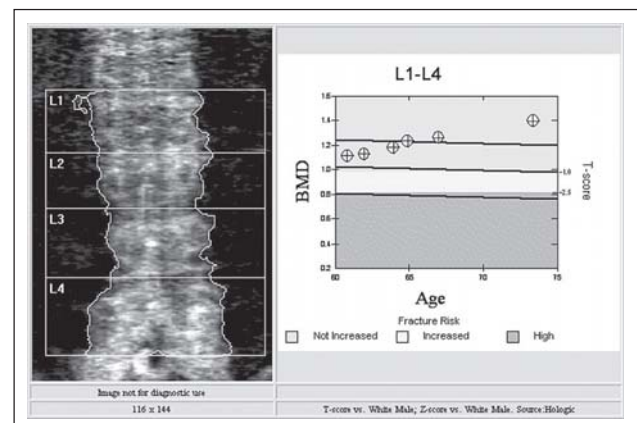 L1
L2
L3
L4
Image not for diagnostic use
116 x 144
L1-L4
1.6
1.4
1.2
1.0
0.8
0.6
0.4
0.2
BMD
-1.0
-2.5
T-score
60
65
70
75
Age
Fracture Risk
Not Increased
Increased
High
T-score vs. White Male; Z-score vs. White Male. Source:Hologic